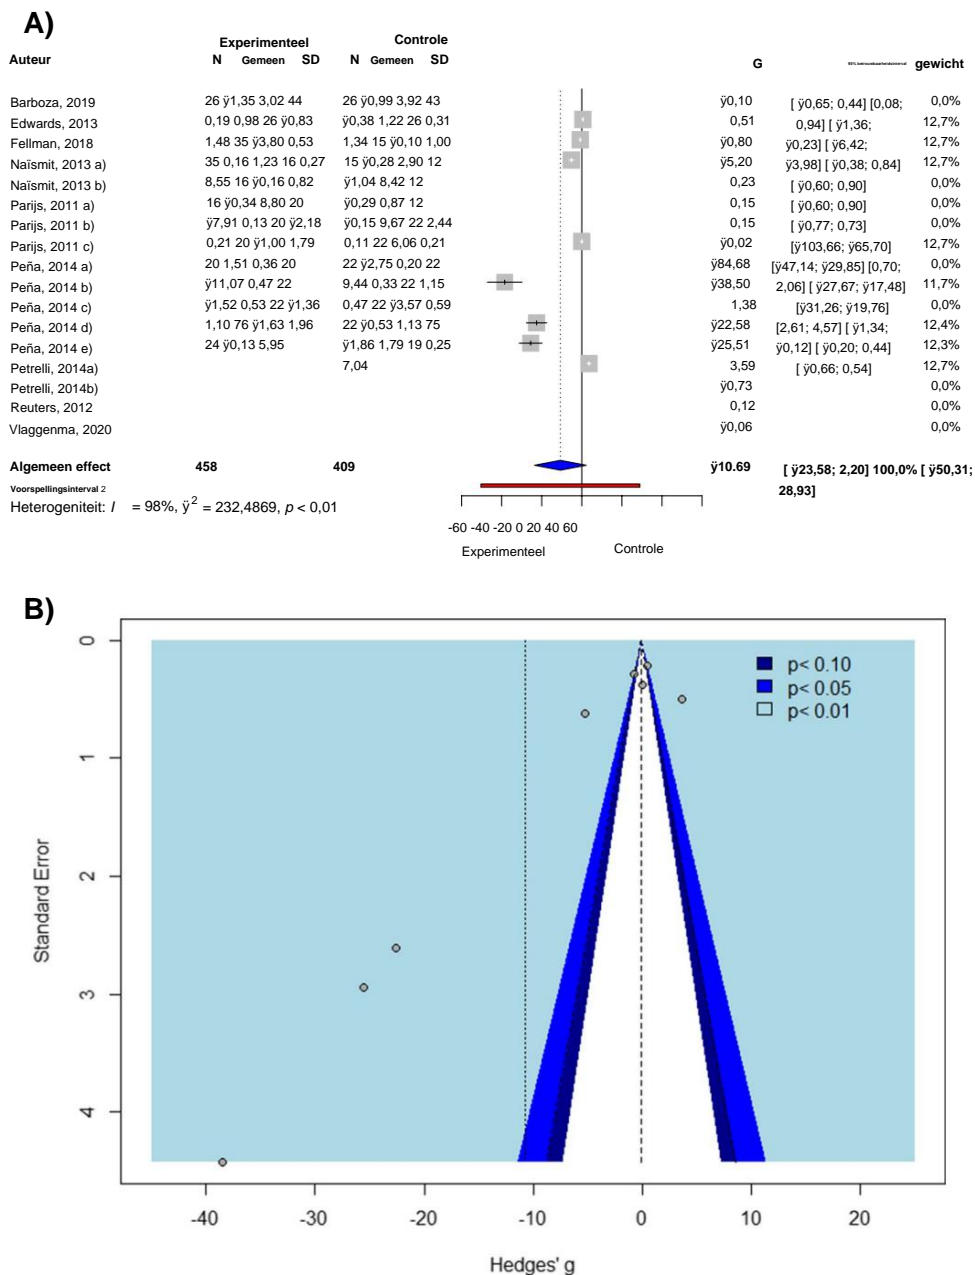 A)
Experimenteel Controle
Auteur N Gemeen SD N Gemeen SD G 95% betrouwbaarheidsinterval gewicht
Barboza, 2019 26 ÿ1,35 3,02 44 26 ÿ0,99 3,92 43 ÿ0,10 [ ÿ0,65; 0,44] [0,08; 0,0%
Edwards, 2013 0,19 0,98 26 ÿ0,83 ÿ0,38 1,22 26 0,31 0,51 0,94] [ ÿ1,36; 12,7%
Fellman, 2018 1,48 35 ÿ3,80 0,53 1,34 15 ÿ0,10 1,00 ÿ0,80 ÿ0,23] [ ÿ6,42; 12,7%
Naïsmit, 2013 a) 35 0,16 1,23 16 0,27 15 ÿ0,28 2,90 12 ÿ5,20 ÿ3,98] [ ÿ0,38; 0,84] 12,7%
Naïsmit, 2013 b) 8,55 16 ÿ0,16 0,82 ÿ1,04 8,42 12 0,23 [ ÿ0,60; 0,90] 0,0%
Parijs, 2011 a) 16 ÿ0,34 8,80 20 ÿ0,29 0,87 12 0,15 [ ÿ0,60; 0,90] 0,0%
Parijs, 2011 b) ÿ7,91 0,13 20 ÿ2,18 ÿ0,15 9,67 22 2,44 0,15 [ ÿ0,77; 0,73] 0,0%
Parijs, 2011 c) 0,21 20 ÿ1,00 1,79 0,11 22 6,06 0,21 ÿ0,02 [ÿ103,66; ÿ65,70] 12,7%
Peña, 2014 a) 20 1,51 0,36 20 22 ÿ2,75 0,20 22 ÿ84,68 [ÿ47,14; ÿ29,85] [0,70; 0,0%
Peña, 2014 b) ÿ11,07 0,47 22 9,44 0,33 22 1,15 ÿ38,50 2,06] [ ÿ27,67; ÿ17,48] 11,7%
Peña, 2014 c) ÿ1,52 0,53 22 ÿ1,36 0,47 22 ÿ3,57 0,59 1,38 [ÿ31,26; ÿ19,76] 0,0%
Peña, 2014 d) 1,10 76 ÿ1,63 1,96 22 ÿ0,53 1,13 75 ÿ22,58 [2,61; 4,57] [ ÿ1,34; 12,4%
Peña, 2014 e) 24 ÿ0,13 5,95 ÿ1,86 1,79 19 0,25 ÿ25,51 ÿ0,12] [ ÿ0,20; 0,44] 12,3%
Petrelli, 2014a) 7,04 3,59 [ ÿ0,66; 0,54] 12,7%
Petrelli, 2014b) ÿ0,73 0,0%
Reuters, 2012 0,12 0,0%
Vlaggenma, 2020 ÿ0,06 0,0%
Algemeen effect 458 409 ÿ10.69 [ ÿ23,58; 2,20] 100,0% [ ÿ50,31;
Voorspellingsinterval 2 28,93]
Heterogeniteit: I = 98%, ÿ2 = 232,4869, p < 0,01
-60 -40 -20 0 20 40 60
Experimenteel Controle
B)
p< 0.10
p< 0.05
p< 0.01
0
1
2
3
4
Standard Error
-40 -30 -20 -10 0 10 20
Hedges' g